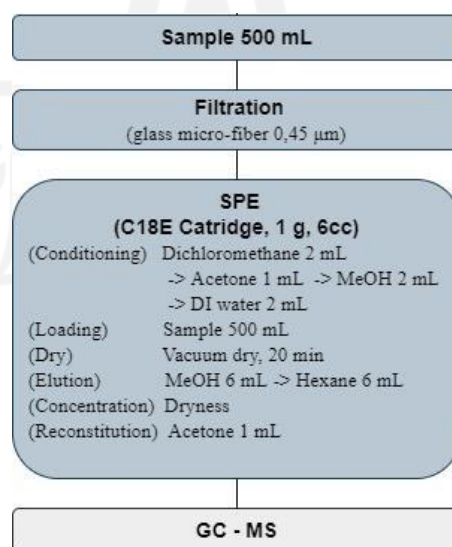 Sample 500 mL
Filtration
(glass micro-fiber 0,45 μm)
SPE
(C18E Catridge, 1 g, 6cc)
(Conditioning) Dichloromethane 2 mL
-> Acetone 1 mL -> MeOH 2 mL
-> DI water 2 mL
(Loading) Sample 500 mL
(Dry) Vacuum dry, 20 min
(Elution) MeOH 6 mL -> Hexane 6 mL
(Concentration) Dryness
(Reconstitution) Acetone 1 mL
GC - MS